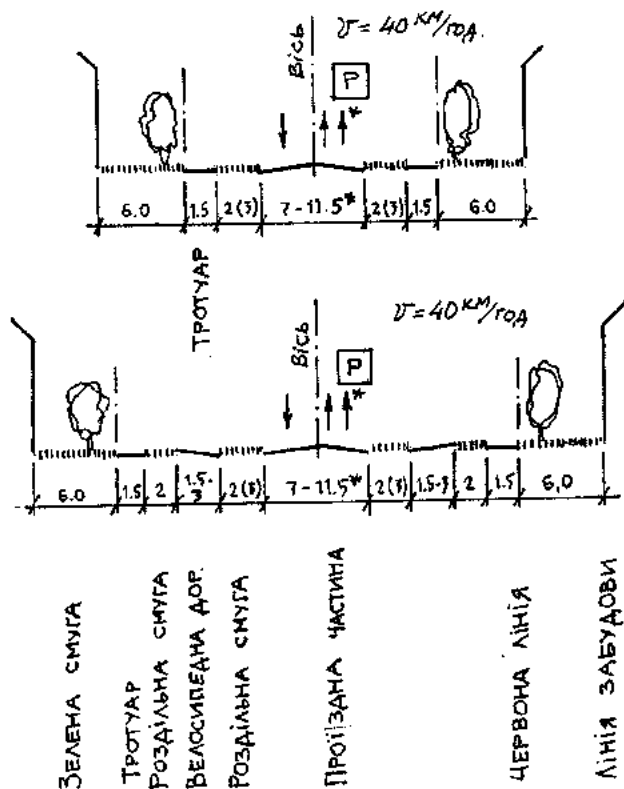 Вісь
V = 40 КМ/ГОД.
P
*
6.0 1.5 2(3) 7-11.5* 2(3) 1.5 6.0
ТРОТУАР
Вісь
V = 40 КМ/ГОД
P
*
6.0 1.5 2 1.5-3 2(3) 7-11.5* 2(3) 1.5-3 2 1.5 6,0
ЗЕЛЕНА СМУГА
ТРОТУАР
РОЗДІЛЬНА СМУГА
ВЕЛОСИПЕДНА ДОР.
РОЗДІЛЬНА СМУГА
ПРОЇЗДНА ЧАСТИНА
ЧЕРВОНА ЛІНІЯ
ЛІНІЯ ЗАБУДОВИ